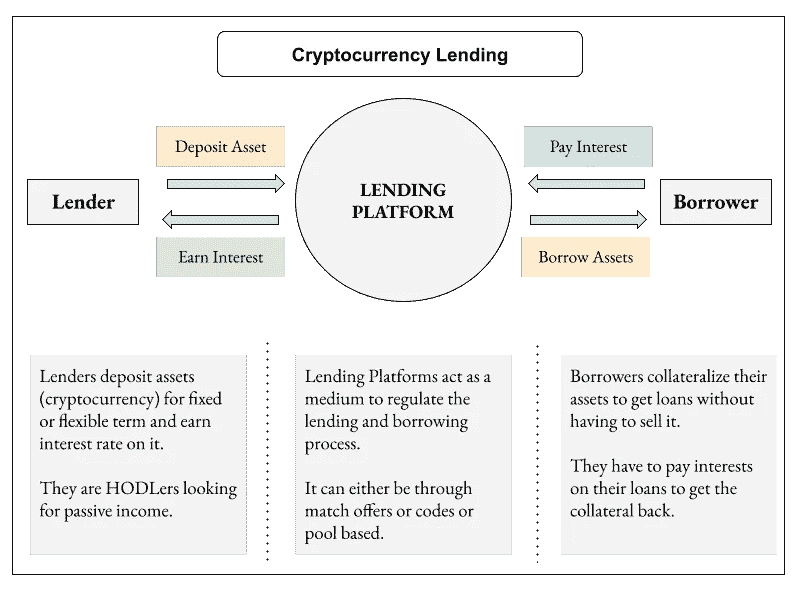 Cryptocurrency Lending
Deposit Asset
Pay Interest
Lender
LENDING
PLATFORM
Borrower
Earn Interest
Borrow Assets
Lenders deposit assets
(cryptocurrency) for fixed
or flexible term and earn
interest rate on it.
They are HODLers looking
for passive income.
Lending Platforms act as a
medium to regulate the
lending and borrowing
process.
It can either be through
match offers or codes or
pool based.
Borrowers collateralize their
assets to get loans without
having to sell it.
They have to pay interests
on their loans to get the
collateral back.